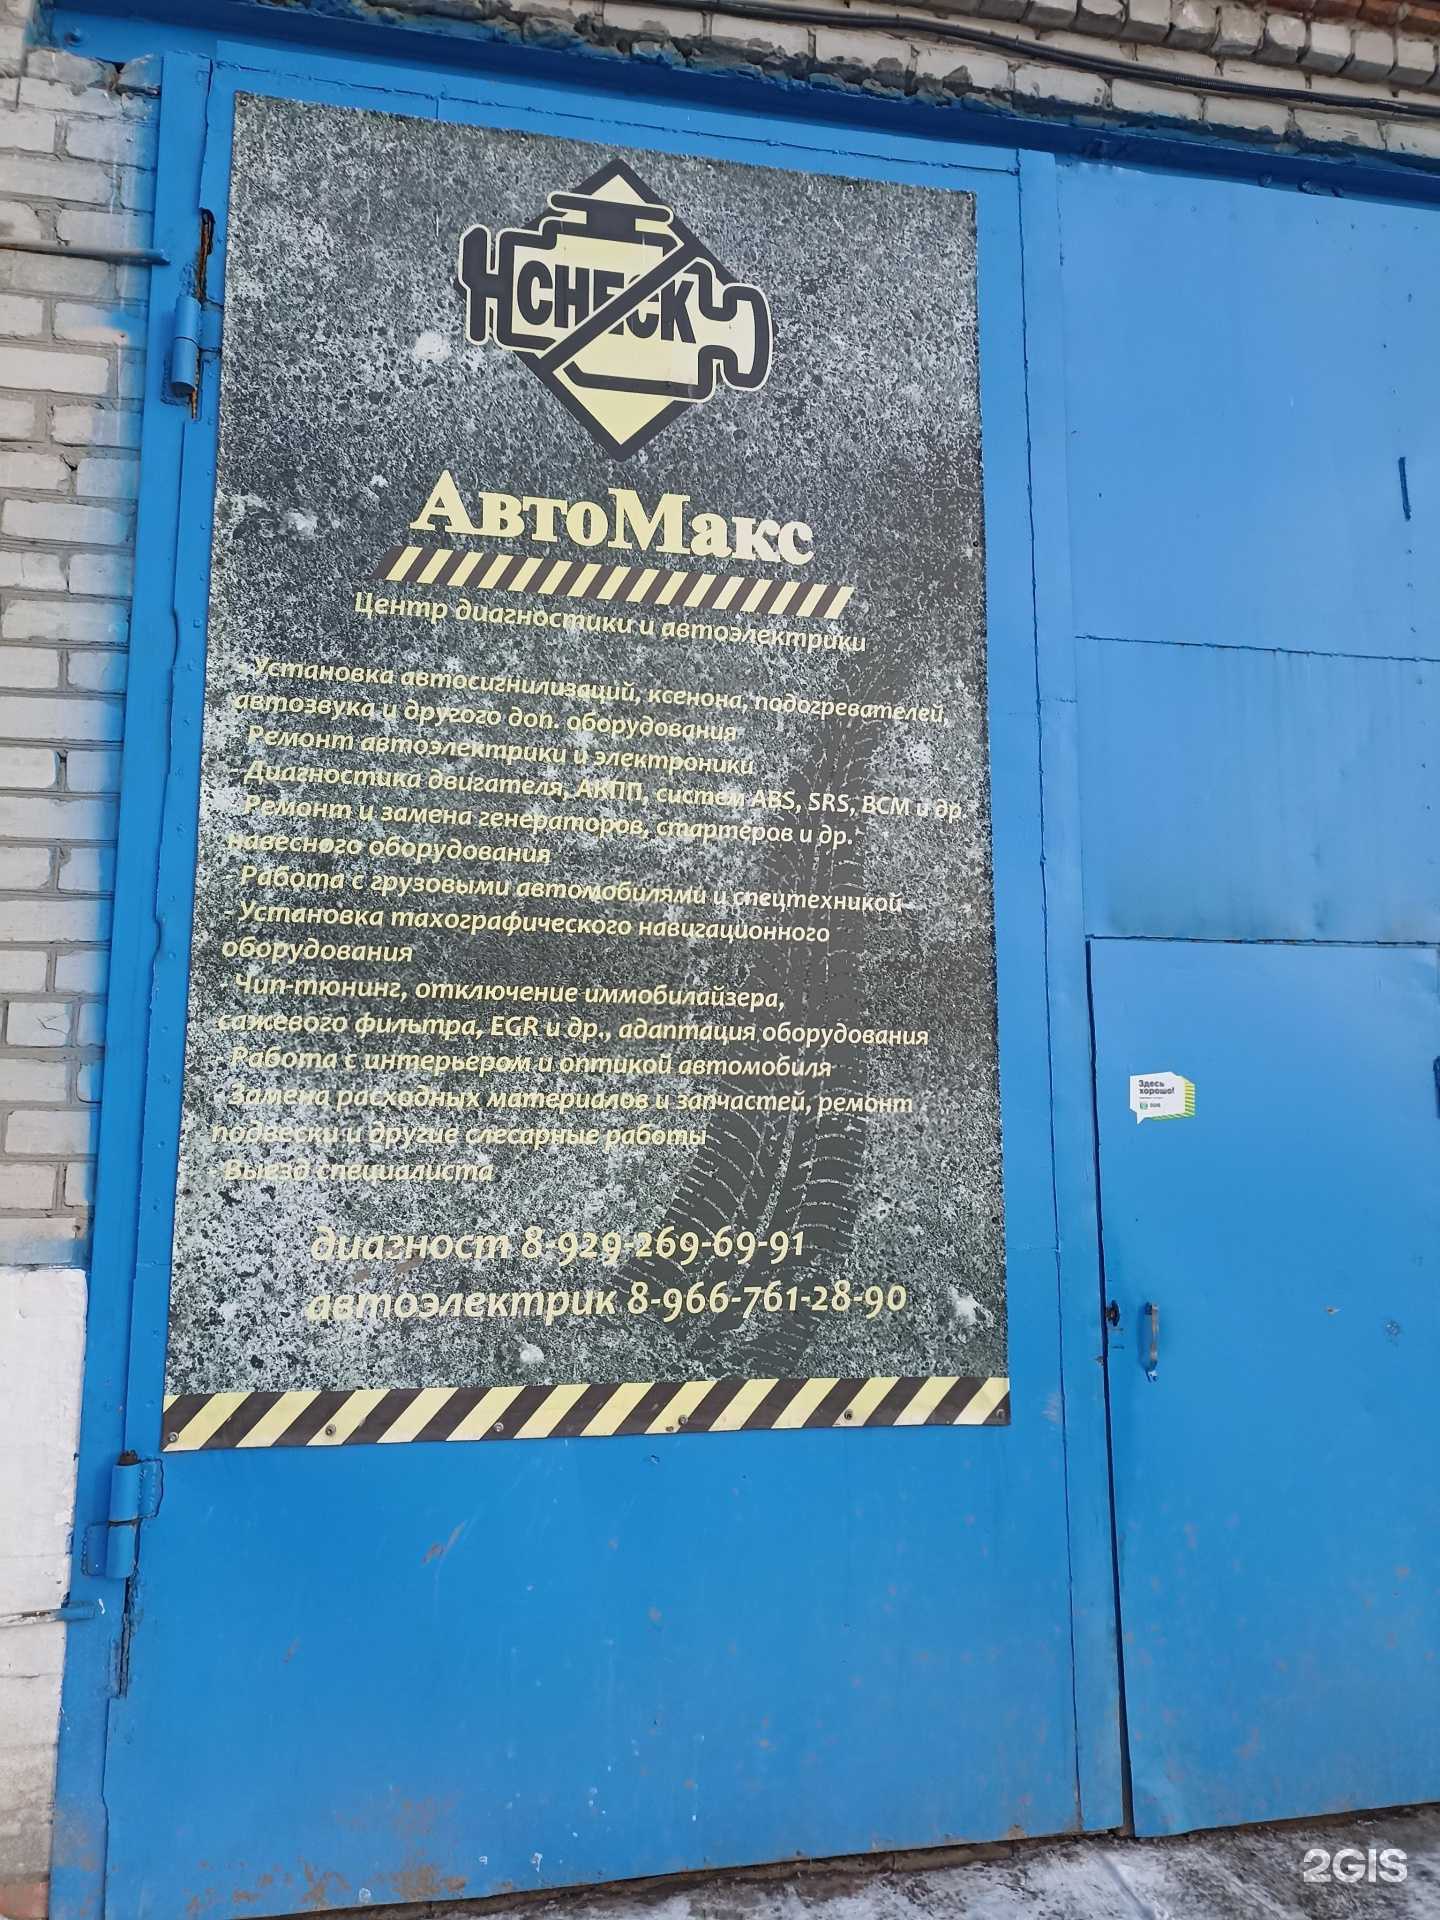 CHECK
АвтоМакс
Центр диагностики и автоэлектрики
- Установка автосигнилизаций, ксенона, подогревателей,
автозвука и другого доп. оборудования
- Ремонт автоэлектрики и электроники
- Диагностика двигателя, АКПП, систем ABS, SRS, BCM и др.
- Ремонт и замена генераторов, стартеров и др.
навесного оборудования
- Работа с грузовыми автомобилями и спецтехникой
- Установка тахографического навигационного
оборудования
- Чип-тюнинг, отключение иммобилайзера,
сажевого фильтра, EGR и др., адаптация оборудования
- Работа с интерьером и оптикой автомобиля
- Замена расходных материалов и запчастей, ремонт
подвески и другие слесарные работы
- Выезд специалиста
диагност 8-929-269-69-91
автоэлектрик 8-966-761-28-90
Здесь
хорошо!
2GIS